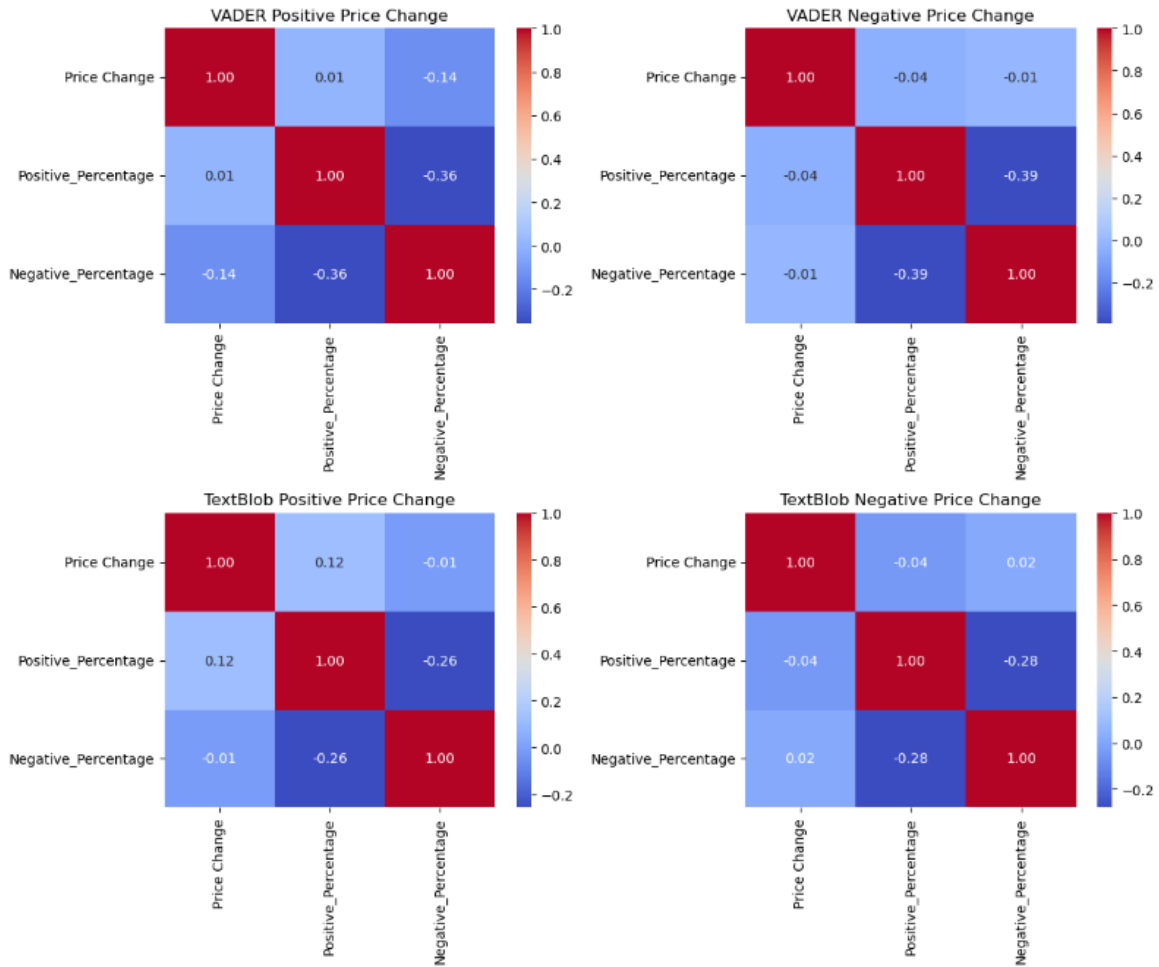 VADER Positive Price Change
Price Change
1.00
0.01
-0.14
Positive_Percentage
0.01
1.00
-0.36
Negative_Percentage
-0.14
-0.36
1.00
Price Change
Positive_Percentage
Negative_Percentage
1.0
0.8
0.6
0.4
0.2
0.0
−0.2
VADER Negative Price Change
Price Change
1.00
-0.04
-0.01
Positive_Percentage
-0.04
1.00
-0.39
Negative_Percentage
-0.01
-0.39
1.00
Price Change
Positive_Percentage
Negative_Percentage
1.0
0.8
0.6
0.4
0.2
0.0
−0.2
TextBlob Positive Price Change
Price Change
1.00
0.12
-0.01
Positive_Percentage
0.12
1.00
-0.26
Negative_Percentage
-0.01
-0.26
1.00
Price Change
Positive_Percentage
Negative_Percentage
1.0
0.8
0.6
0.4
0.2
0.0
−0.2
TextBlob Negative Price Change
Price Change
1.00
-0.04
0.02
Positive_Percentage
-0.04
1.00
-0.28
Negative_Percentage
0.02
-0.28
1.00
Price Change
Positive_Percentage
Negative_Percentage
1.0
0.8
0.6
0.4
0.2
0.0
−0.2